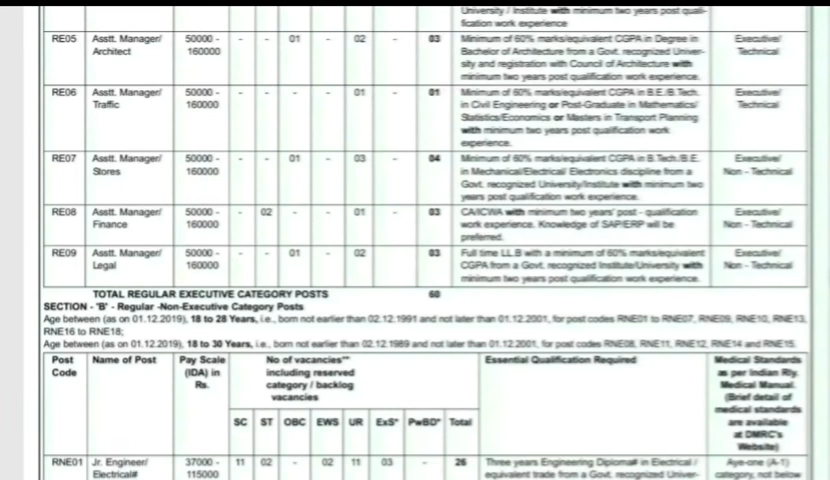 University / Institute with minimum two years post quali-
fication work experience
RE05 Asstt. Manager/ 50000 - - - 01 - 02 - 03 Minimum of 60% marks/equivalent CGPA in Degree in Executive/
Architect 160000 Bachelor of Architecture from a Govt. recognized Univer- Technical
sity and registration with Council of Architecture with
minimum two years post qualification work experience.
RE06 Asstt. Manager/ 50000 - - - - - 01 - 01 Minimum of 60% marks/equivalent CGPA in B.E./B.Tech. Executive/
Traffic 160000 in Civil Engineering or Post-Graduate in Mathematics/ Technical
Statistics/Economics or Masters in Transport Planning
with minimum two years post qualification work
experience.
RE07 Asstt. Manager/ 50000 - - - 01 - 03 - 04 Minimum of 60% marks/equivalent CGPA in B.Tech./B.E. Executive/
Stores 160000 in Mechanical/Electrical/ Electronics discipline from a Non - Technical
Govt. recognized University/Institute with minimum two
years post qualification work experience.
RE08 Asstt. Manager/ 50000 - - 02 - - 01 - 03 CA/ICWA with minimum two years' post - qualification Executive/
Finance 160000 work experience. Knowledge of SAP/ERP will be Non - Technical
preferred.
RE09 Asstt. Manager/ 50000 - - - 01 - 02 03 Full time LL.B with a minimum of 60% marks/equivalent Executive/
Legal 160000 CGPA from a Govt. recognized Institute/University with Non - Technical
minimum two years post qualification work experience.
TOTAL REGULAR EXECUTIVE CATEGORY POSTS 60
SECTION - 'B' - Regular -Non-Executive Category Posts
Age between (as on 01.12.2019), 18 to 28 Years, i.e., born not earlier than 02.12.1991 and not later than 01.12.2001, for post codes RNE01 to RNE07, RNE09, RNE10, RNE13,
RNE16 to RNE18;
Age between (as on 01.12.2019), 18 to 30 Years, i.e., born not earlier than 02.12.1989 and not later than 01.12.2001, for post codes RNE08, RNE11, RNE12, RNE14 and RNE15.
Post Name of Post Pay Scale No of vacancies** Essential Qualification Required Medical Standards
Code (IDA) in including reserved as per Indian Rly.
Rs. category / backlog Medical Manual.
vacancies (Brief detail of
medical standards
SC ST OBC EWS UR ExS* PwBD* Total are available
at DMRC's
Website)
RNE01 Jr. Engineer/ 37000 - 11 02 - 02 11 03 - 26 Three years Engineering Diploma# in Electrical / Aye-one (A-1)
Electrical# 115000 equivalent trade from a Govt. recognized Univer- category, not below